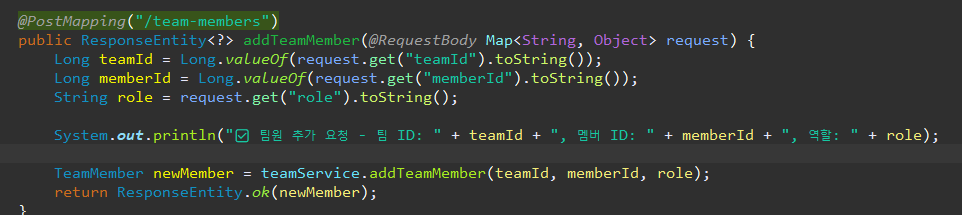 @PostMapping("/team-members")
public ResponseEntity<?> addTeamMember(@RequestBody Map<String, Object> request) {
    Long teamId = Long.valueOf(request.get("teamId").toString());
    Long memberId = Long.valueOf(request.get("memberId").toString());
    String role = request.get("role").toString();
    System.out.println("✅ 팀원 추가 요청 - 팀 ID: " + teamId + ", 멤버 ID: " + memberId + ", 역할: " + role);
    TeamMember newMember = teamService.addTeamMember(teamId, memberId, role);
    return ResponseEntity.ok(newMember);
}